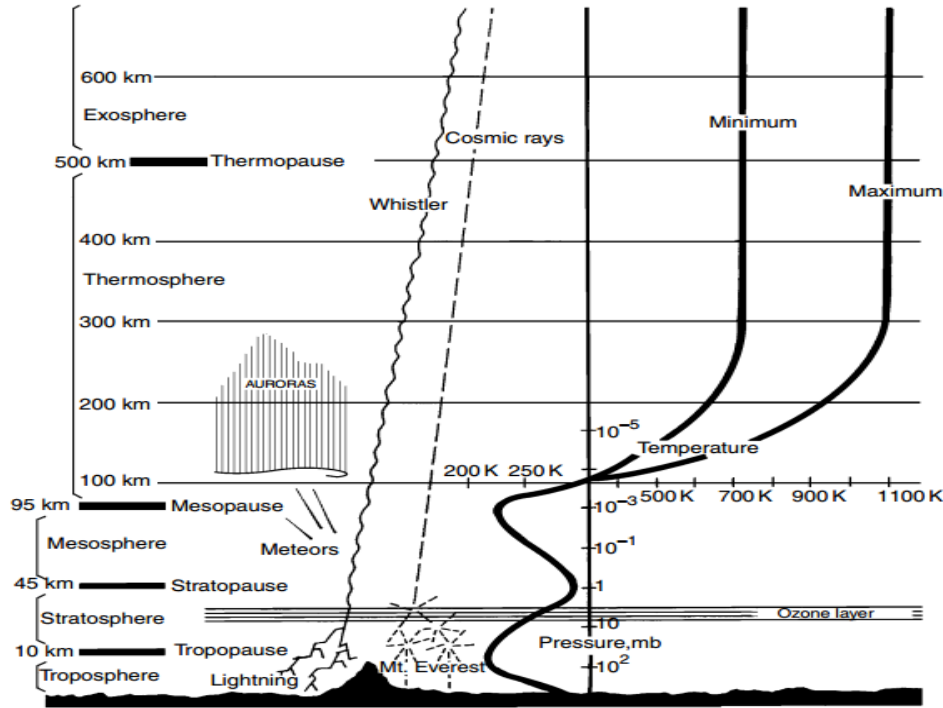 600 km
Exosphere
Minimum
Cosmic rays
500 km Thermopause
Maximum
Whistler
400 km
Thermosphere
300 km
AURORAS
200 km
10⁻⁵
Temperature
200 K 250 K
100 km
500 K 700 K 900 K 1100 K
95 km Mesopause
10⁻³
Mesosphere
Meteors
10⁻¹
45 km Stratopause
1
Stratosphere
Ozone layer
10
10 km Tropopause
Pressure,mb
Troposphere
Mt. Everest
10²
Lightning